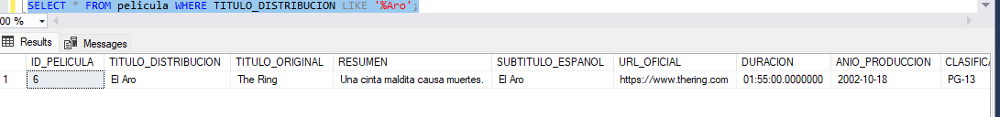 SELECT * FROM pelicula WHERE TITULO_DISTRIBUCION LIKE '%Aro';
00 %
Results Messages
ID_PELICULA TITULO_DISTRIBUCION TITULO_ORIGINAL RESUMEN SUBTITULO_ESPANOL URL_OFICIAL DURACION ANIO_PRODUCCION CLASIFICA
1 6 El Aro The Ring Una cinta maldita causa muertes. El Aro https://www.thering.com 01:55:00.0000000 2002-10-18 PG-13